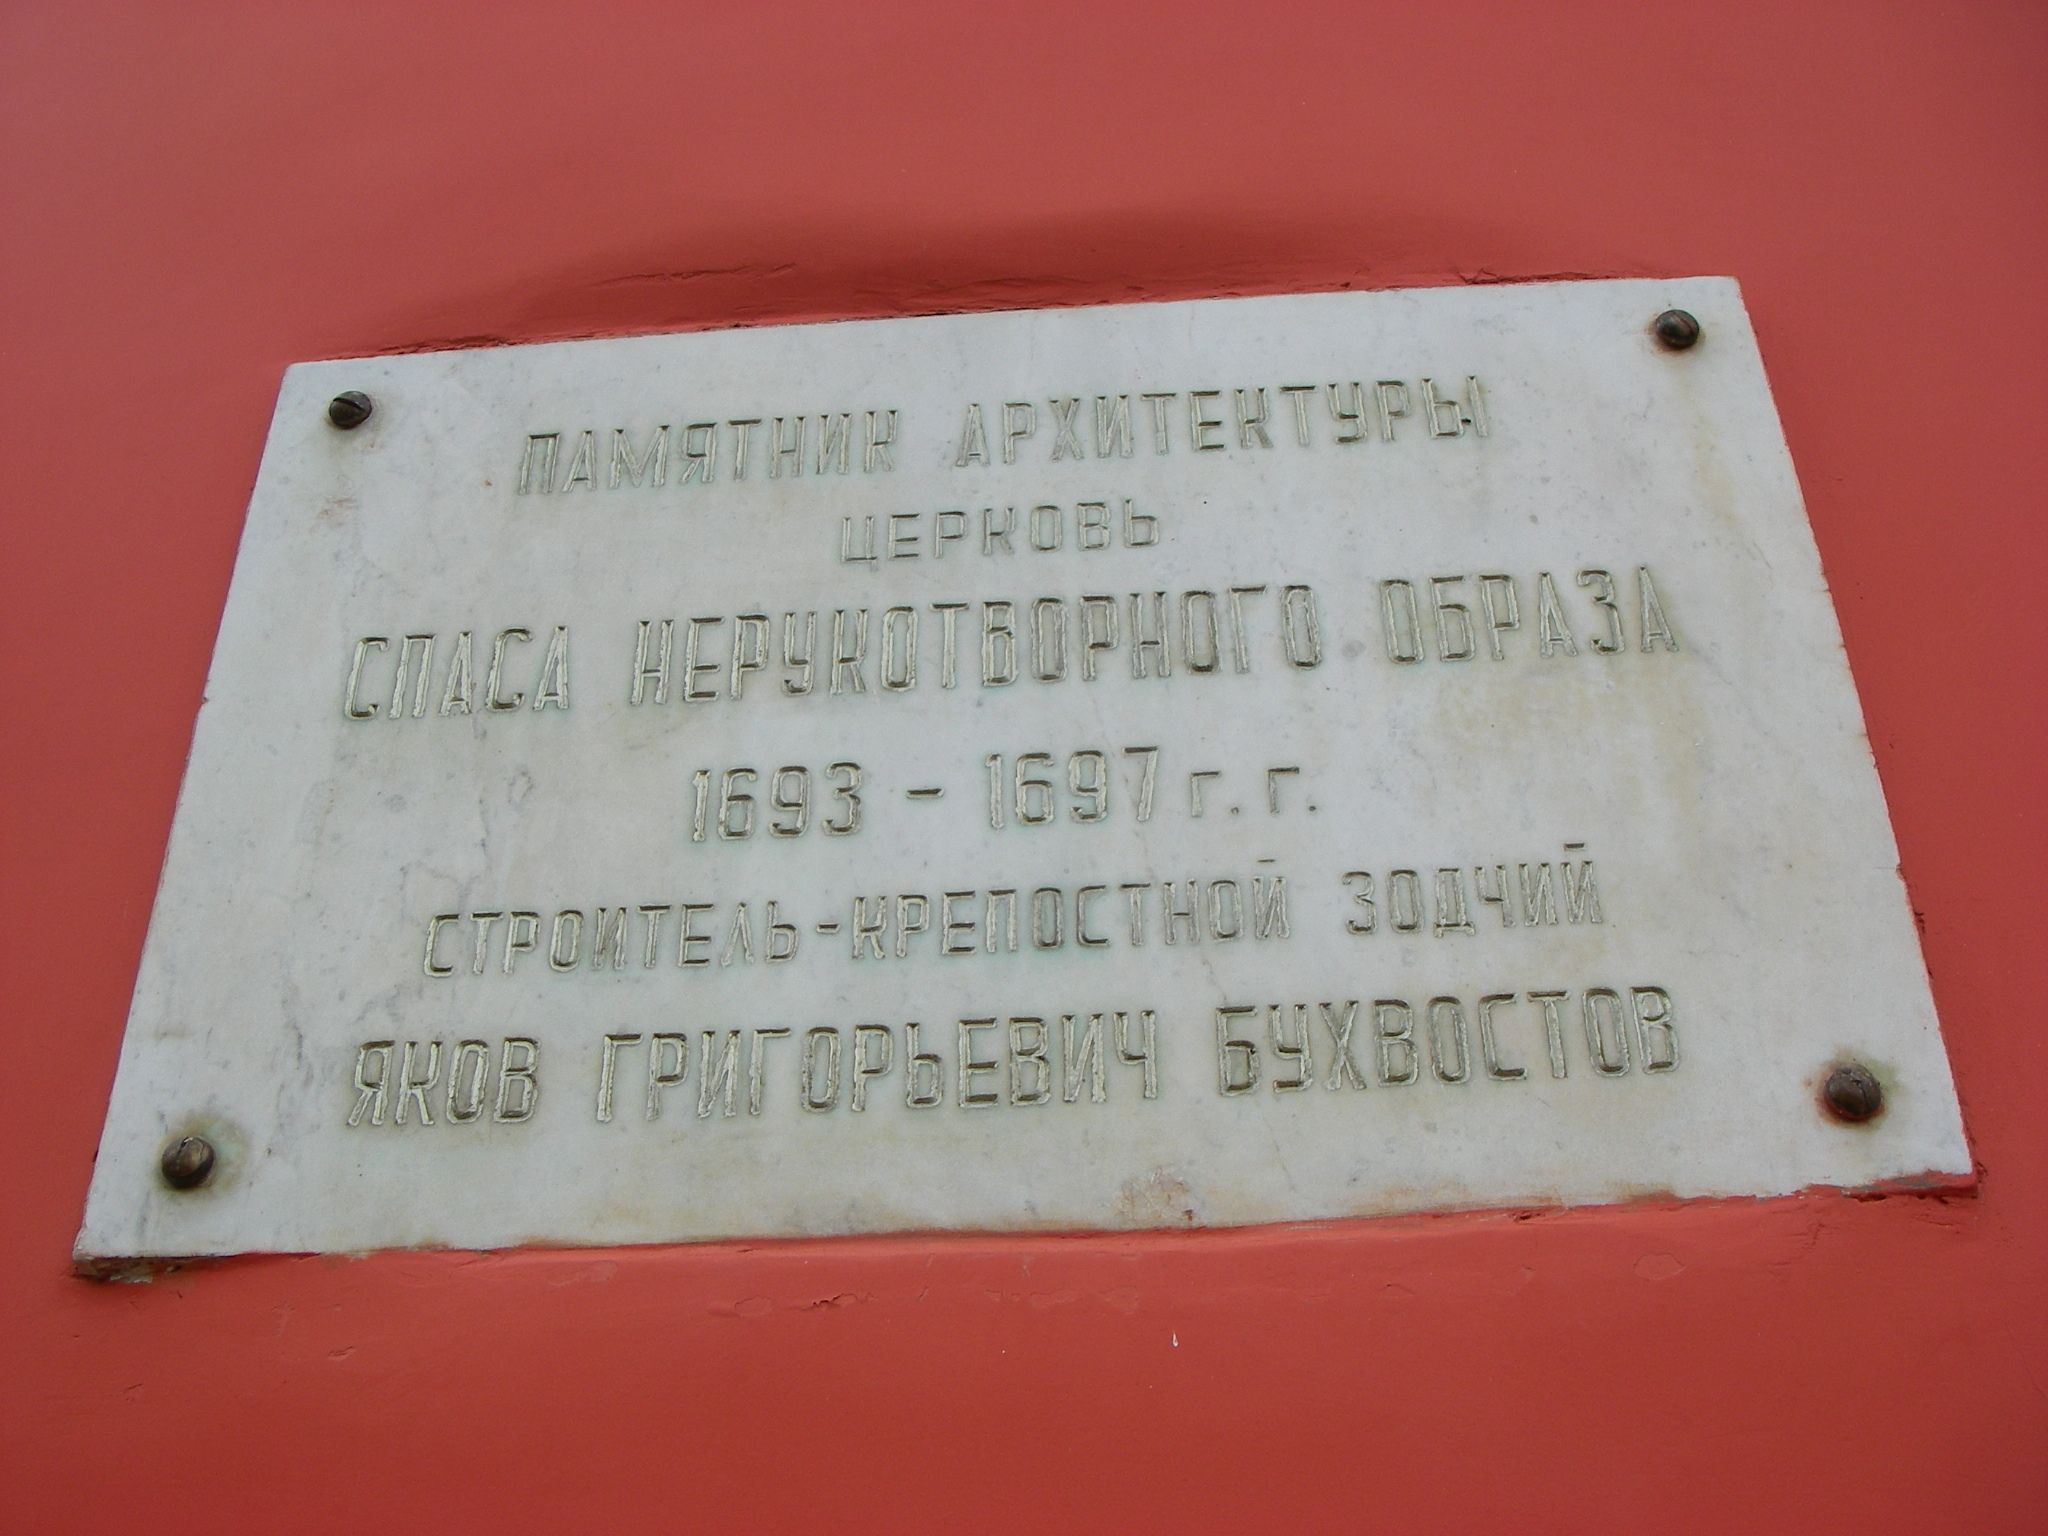 ПАМЯТНИК АРХИТЕКТУРЫ
ЦЕРКОВЬ
СПАСА НЕРУКОТВОРНОГО ОБРАЗА
1693 - 1697 г. г.
СТРОИТЕЛЬ-КРЕПОСТНОЙ ЗОДЧИЙ
ЯКОВ ГРИГОРЬЕВИЧ БУХВОСТОВ